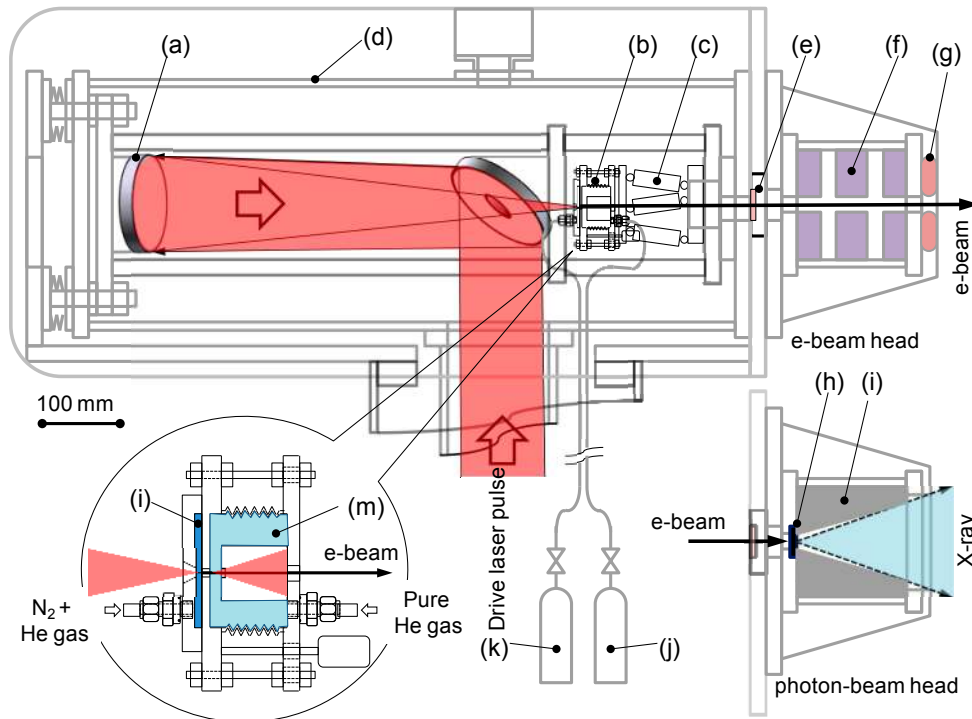 (a)
(d)
(b)
(c)
(e)
(f)
(g)
e-beam
e-beam head
100 mm
Drive laser pulse
(i)
(m)
e-beam
N₂ +
He gas
Pure
He gas
(k)
(j)
(h)
(i)
e-beam
X-ray
photon-beam head